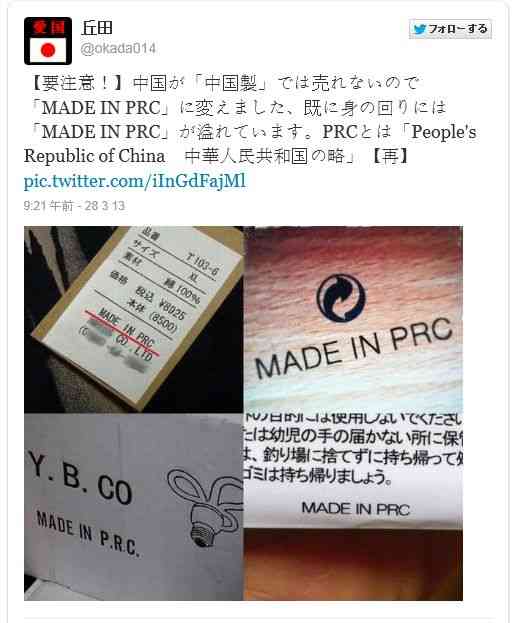 愛国
丘田
@okada014
フォローする
【要注意！】中国が「中国製」では売れないので
「MADE IN PRC」に変えました、既に身の回りには
「MADE IN PRC」が溢れています。PRCとは「People's
Republic of China　中華人民共和国の略」【再】
pic.twitter.com/iInGdFajMl
9:21 午前 - 28 3 13
品番 T103-6
サイズ XL
素材 綿100%
価格 税込 ¥8925
本体 (8500)
MADE IN PRC
CO.,LTD
MADE IN PRC
Y. B. CO
MADE IN P.R.C.
の目的には使用しないでくださ
たは幼児の手の届かない所に保管
は、釣り場に捨てずに持ち帰って処
ゴミは持ち帰りましょう。
MADE IN PRC